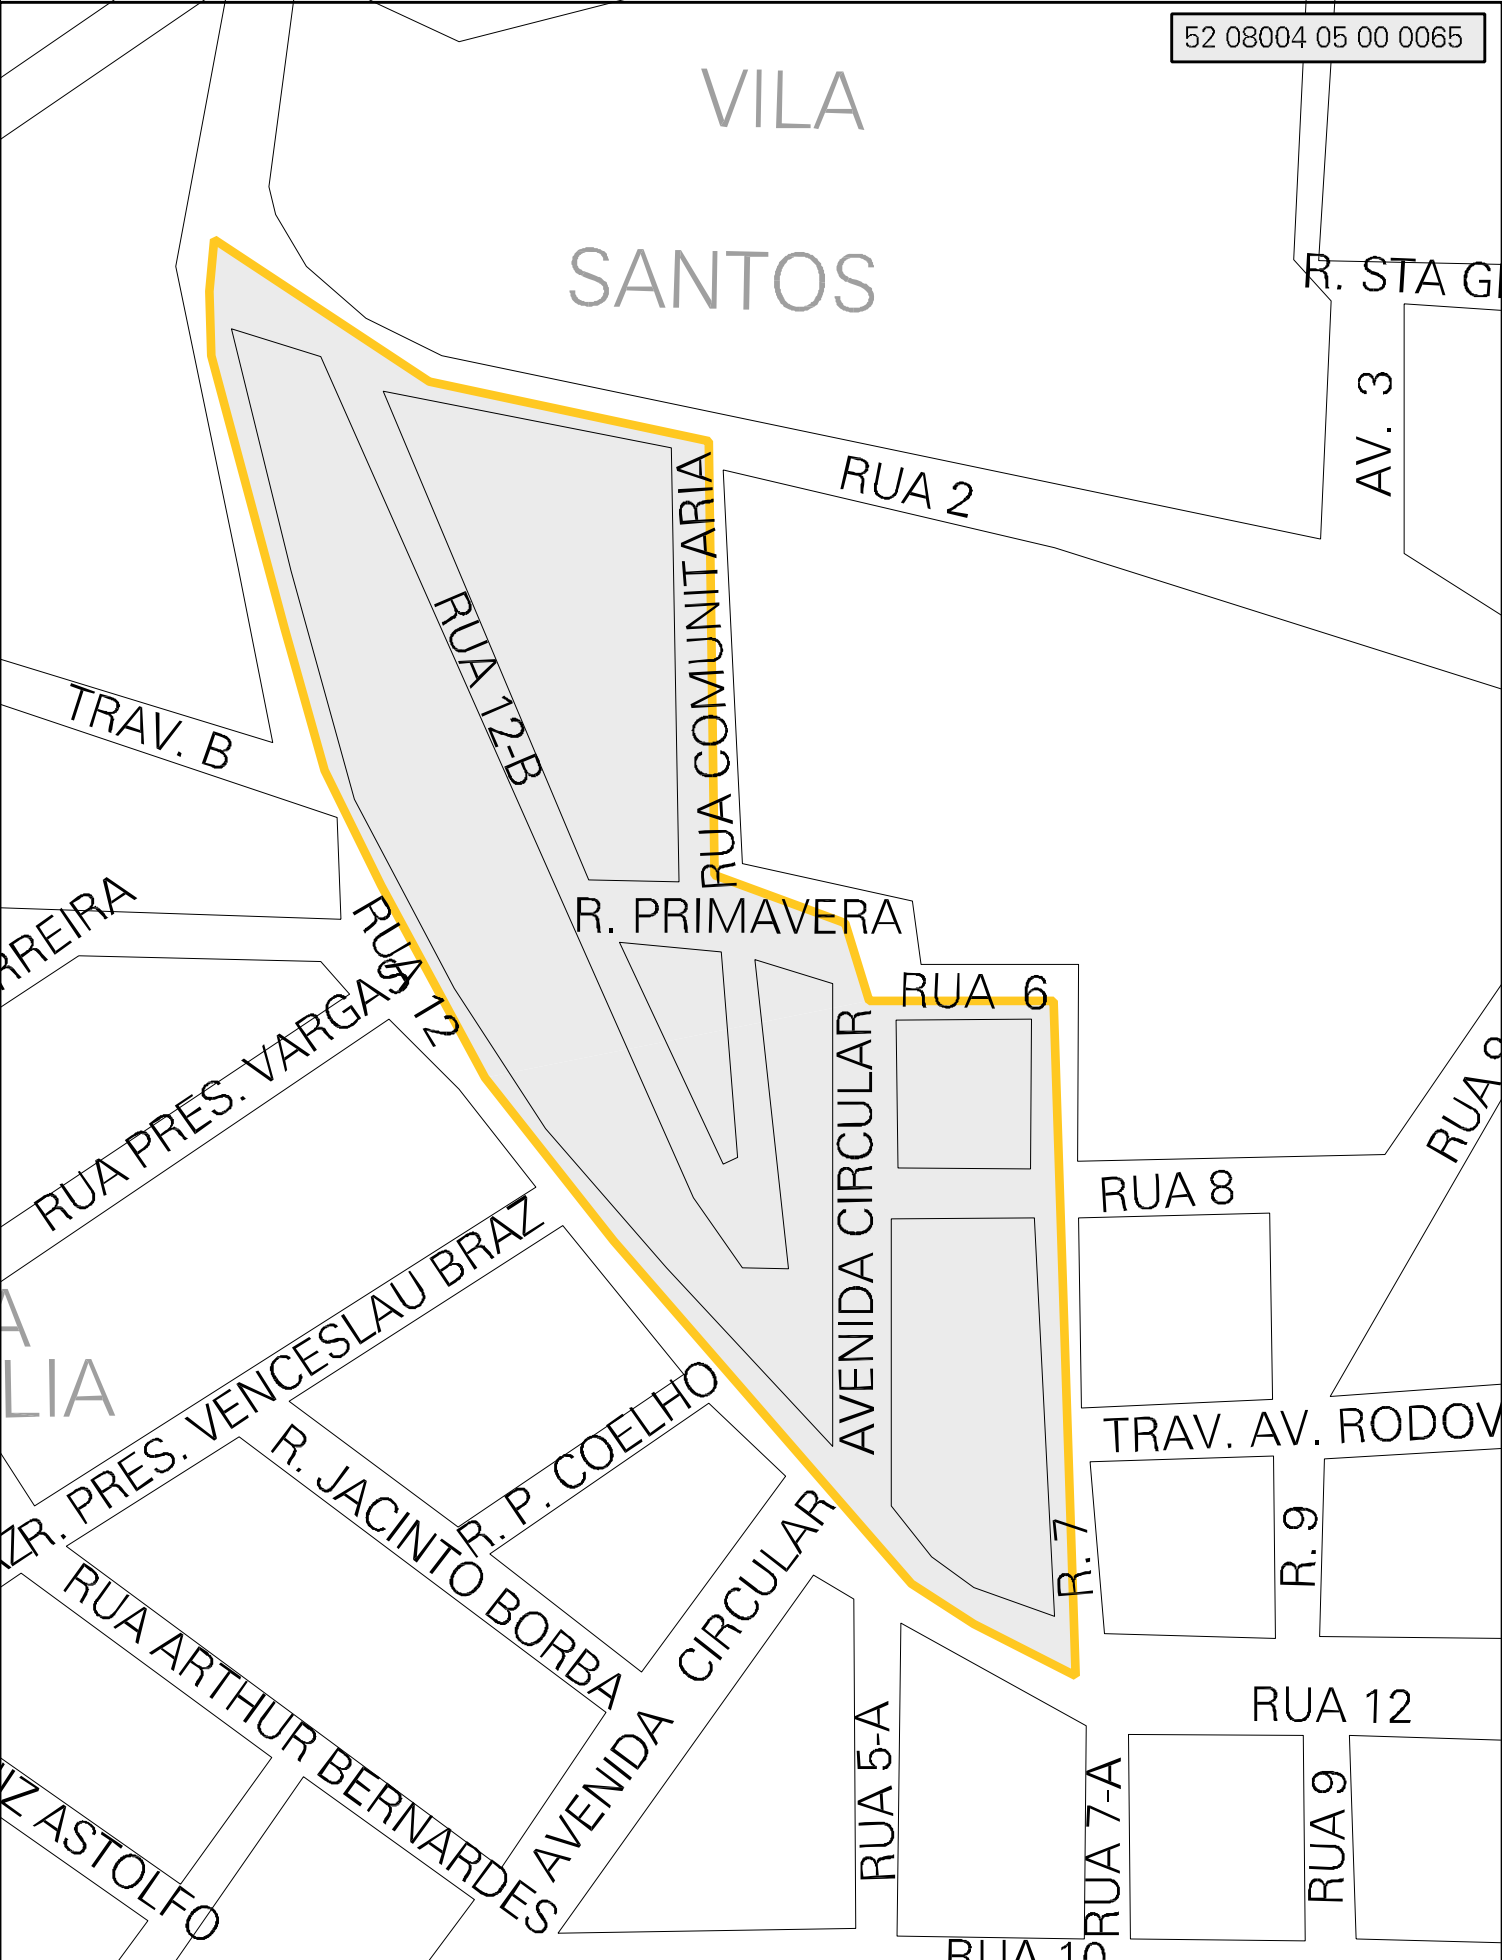 52 08004 05 00 0065
VILA
SANTOS
R. STA G
AV. 3
RUA 2
RUA COMUNITARIA
RUA 12-B
TRAV. B
RREIRA
R. PRIMAVERA
RUA 12
RUA 6
RUA PRES. VARGAS
AVENIDA CIRCULAR
RUA
RUA 8
R. PRES. VENCESLAU BRAZ
A
LIA
R. P. COELHO
TRAV. AV. RODOV
R. JACINTO BORBA
R. 7
R. 9
AVENIDA CIRCULAR
RUA ARTHUR BERNARDES
RUA 12
RUA 5-A
RUA 7-A
RUA 9
IZ ASTOLFO
RUA 10